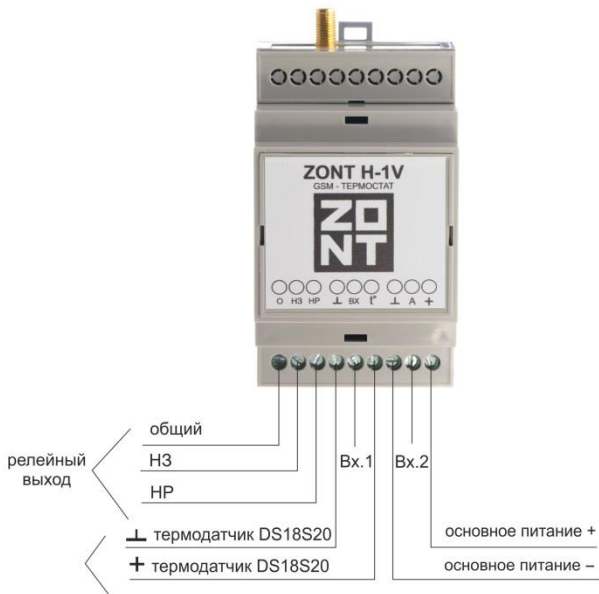 ZONT H-1V
GSM - ТЕРМОСТАТ
ZO
NT
О НЗ НР ⊥ ВХ t° ⊥ А +
общий
релейный
выход
НЗ
НР
Вх.1
Вх.2
⊥ термодатчик DS18S20
+ термодатчик DS18S20
основное питание +
основное питание –